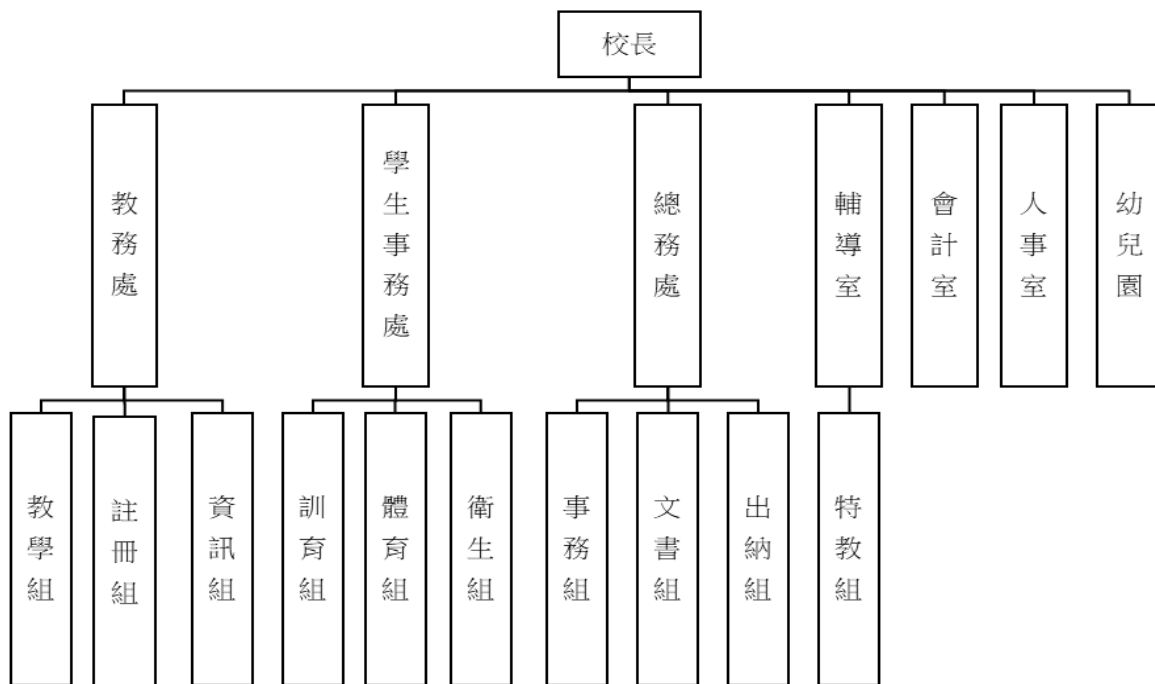 校長
教務處
學生事務處
總務處
輔導室
會計室
人事室
幼兒園
教學組
註冊組
資訊組
訓育組
體育組
衛生組
事務組
文書組
出納組
特教組